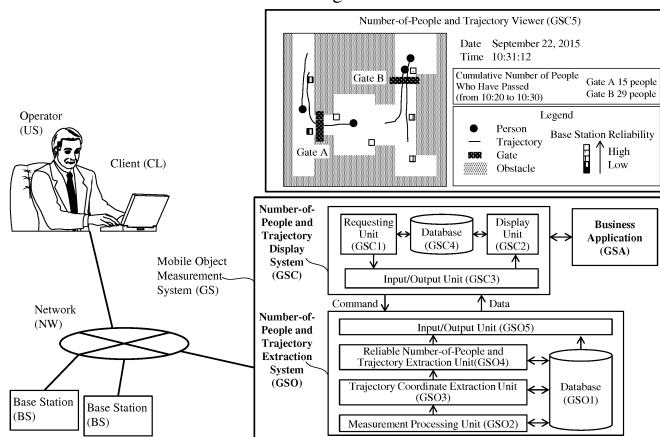 Number-of-People and Trajectory Viewer (GSC5)
Date September 22, 2015
Time 10:31:12
Gate B
Gate A
Cumulative Number of People
Who Have Passed
(from 10:20 to 10:30)
Gate A 15 people
Gate B 29 people
Legend
Person
Trajectory
Gate
Obstacle
Base Station Reliability
High
Low
Operator
(US)
Client (CL)
Mobile Object
Measurement
System (GS)
Network
(NW)
Base Station
(BS)
Base Station
(BS)
Number-of-
People and
Trajectory
Display
System
(GSC)
Requesting
Unit
(GSC1)
Database
(GSC4)
Display
Unit
(GSC2)
Input/Output Unit (GSC3)
Business
Application
(GSA)
Command
Data
Number-of-
People and
Trajectory
Extraction
System
(GSO)
Input/Output Unit (GSO5)
Reliable Number-of-People and
Trajectory Extraction Unit(GSO4)
Trajectory Coordinate Extraction Unit
(GSO3)
Measurement Processing Unit (GSO2)
Database
(GSO1)